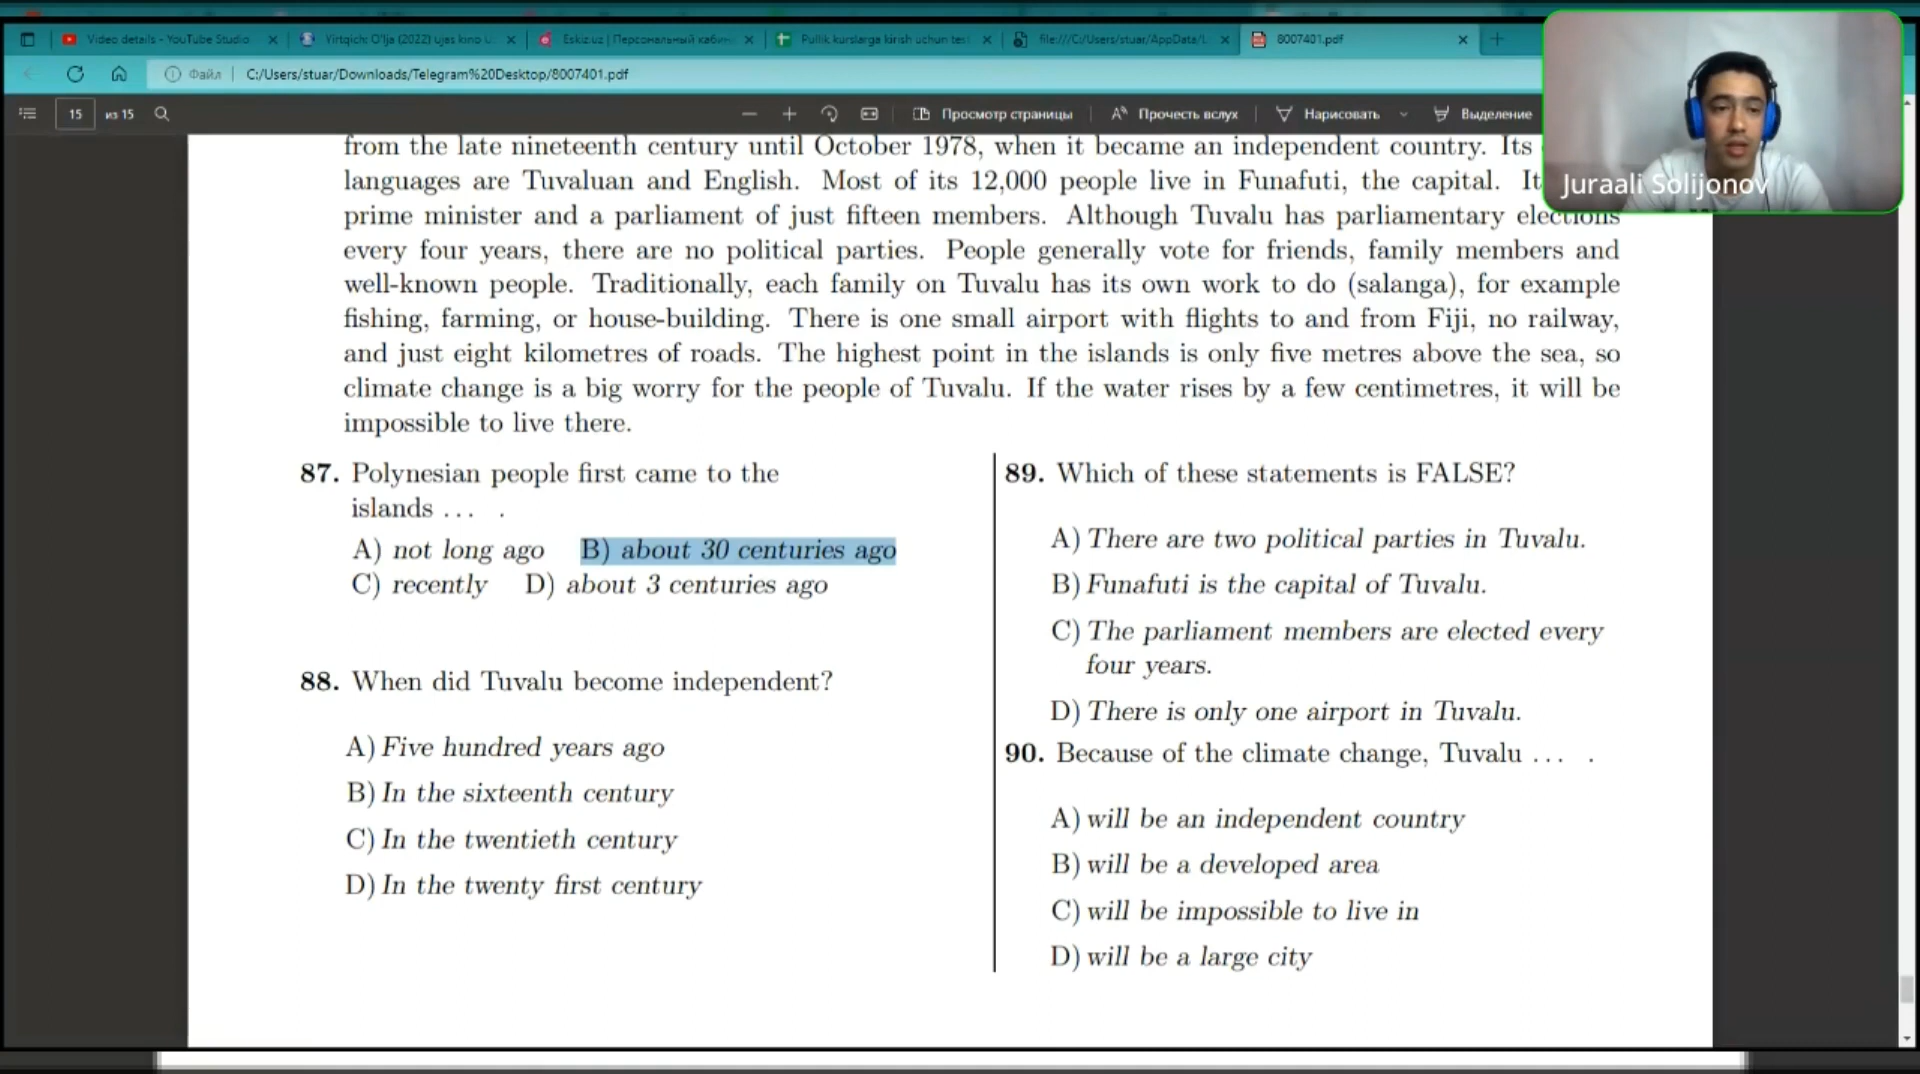 Video details - YouTube Studio
Yirtqich: O'lja (2022) ujas kino u
Eskiz.uz | Персональный кабин
Pullik kurslarga kirish uchun test
file:///C:/Users/stuar/AppData/L
8007401.pdf
Файл | C:/Users/stuar/Downloads/Telegram%20Desktop/8007401.pdf
15 из 15
Просмотр страницы
Прочесть вслух
Нарисовать
Выделение
Juraali Solijonov
from the late nineteenth century until October 1978, when it became an independent country. Its
languages are Tuvaluan and English. Most of its 12,000 people live in Funafuti, the capital. It
prime minister and a parliament of just fifteen members. Although Tuvalu has parliamentary elections
every four years, there are no political parties. People generally vote for friends, family members and
well-known people. Traditionally, each family on Tuvalu has its own work to do (salanga), for example
fishing, farming, or house-building. There is one small airport with flights to and from Fiji, no railway,
and just eight kilometres of roads. The highest point in the islands is only five metres above the sea, so
climate change is a big worry for the people of Tuvalu. If the water rises by a few centimetres, it will be
impossible to live there.
87. Polynesian people first came to the
islands ... .
A) not long ago B) about 30 centuries ago
C) recently D) about 3 centuries ago
88. When did Tuvalu become independent?
A) Five hundred years ago
B) In the sixteenth century
C) In the twentieth century
D) In the twenty first century
89. Which of these statements is FALSE?
A) There are two political parties in Tuvalu.
B) Funafuti is the capital of Tuvalu.
C) The parliament members are elected every
four years.
D) There is only one airport in Tuvalu.
90. Because of the climate change, Tuvalu ... .
A) will be an independent country
B) will be a developed area
C) will be impossible to live in
D) will be a large city